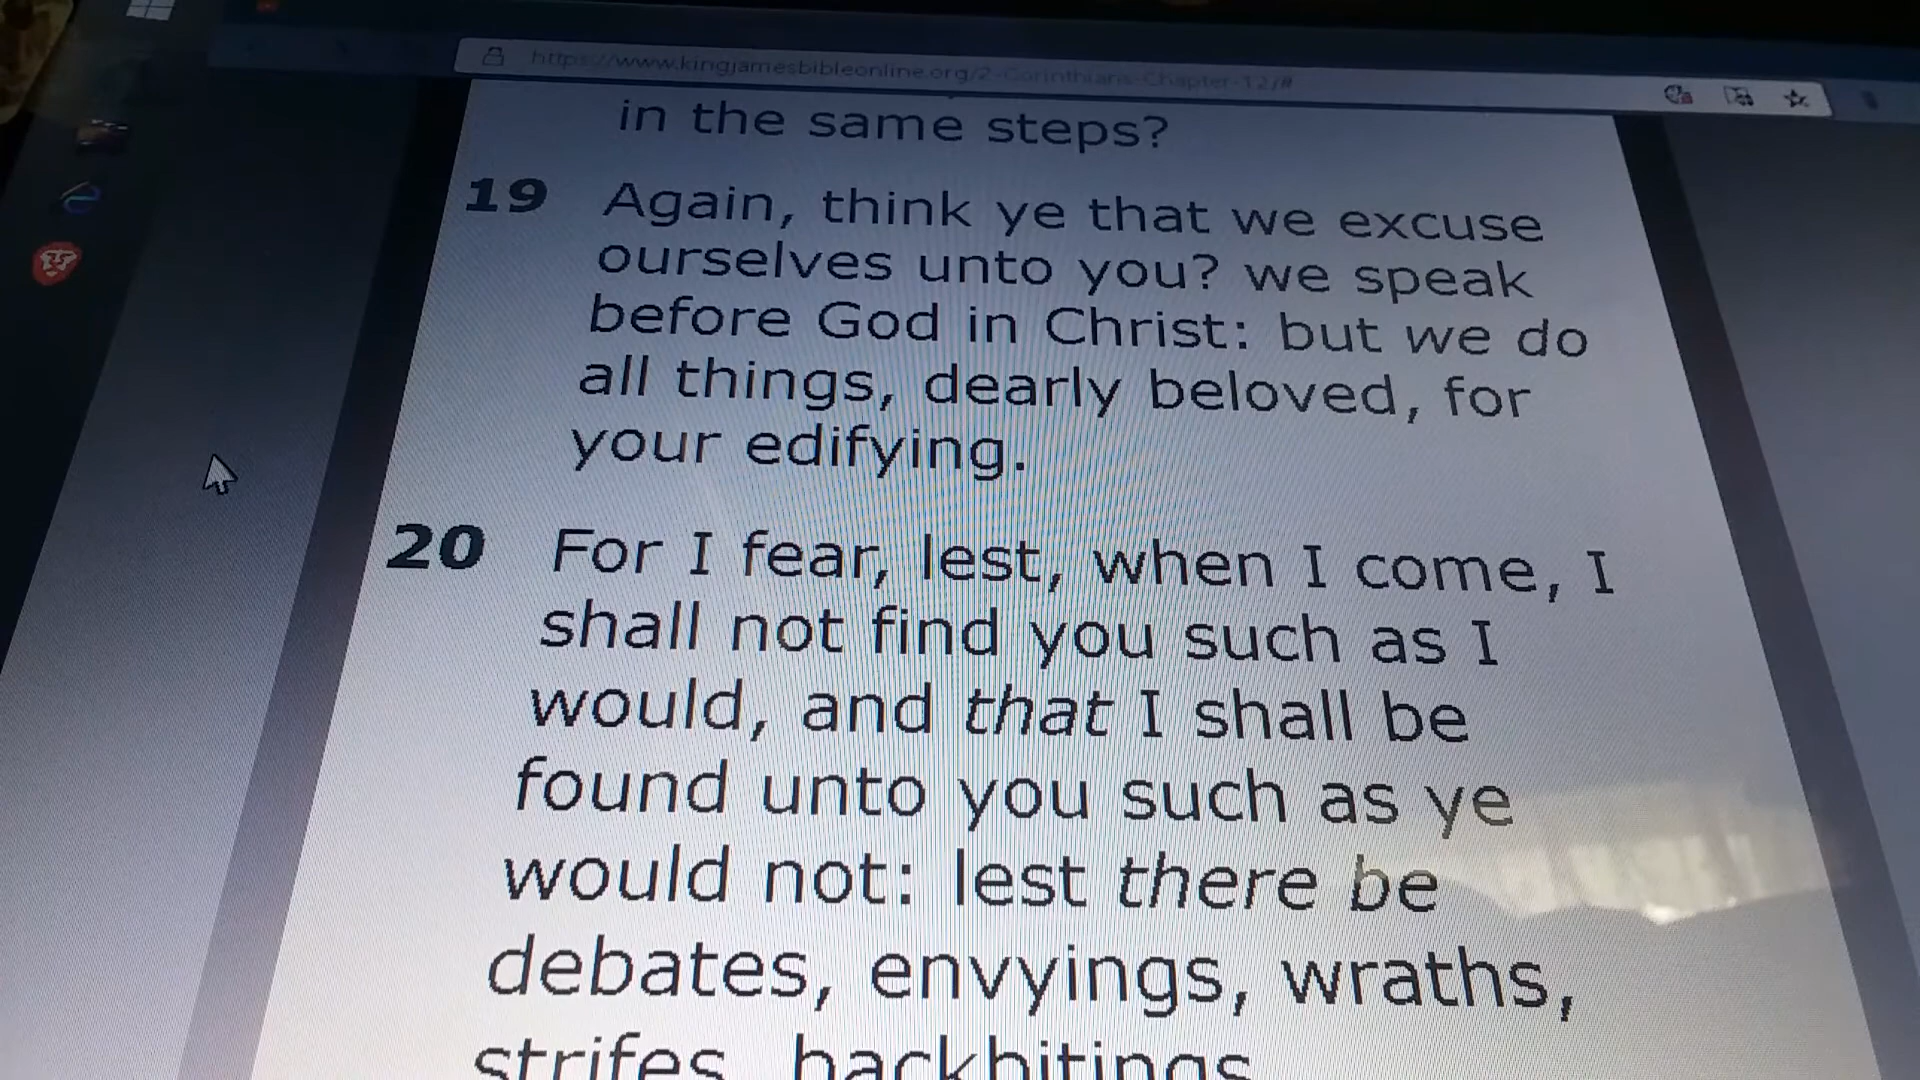 https://www.kingjamesbibleonline.org/2-Corinthians-Chapter-12/#
in the same steps?
19 Again, think ye that we excuse
ourselves unto you? we speak
before God in Christ: but we do
all things, dearly beloved, for
your edifying.
20 For I fear, lest, when I come, I
shall not find you such as I
would, and that I shall be
found unto you such as ye
would not: lest there be
debates, envyings, wraths,
strifes, backbitings,